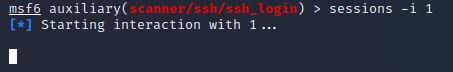 msf6 auxiliary(scanner/ssh/ssh_login) > sessions -i 1
[*] Starting interaction with 1...